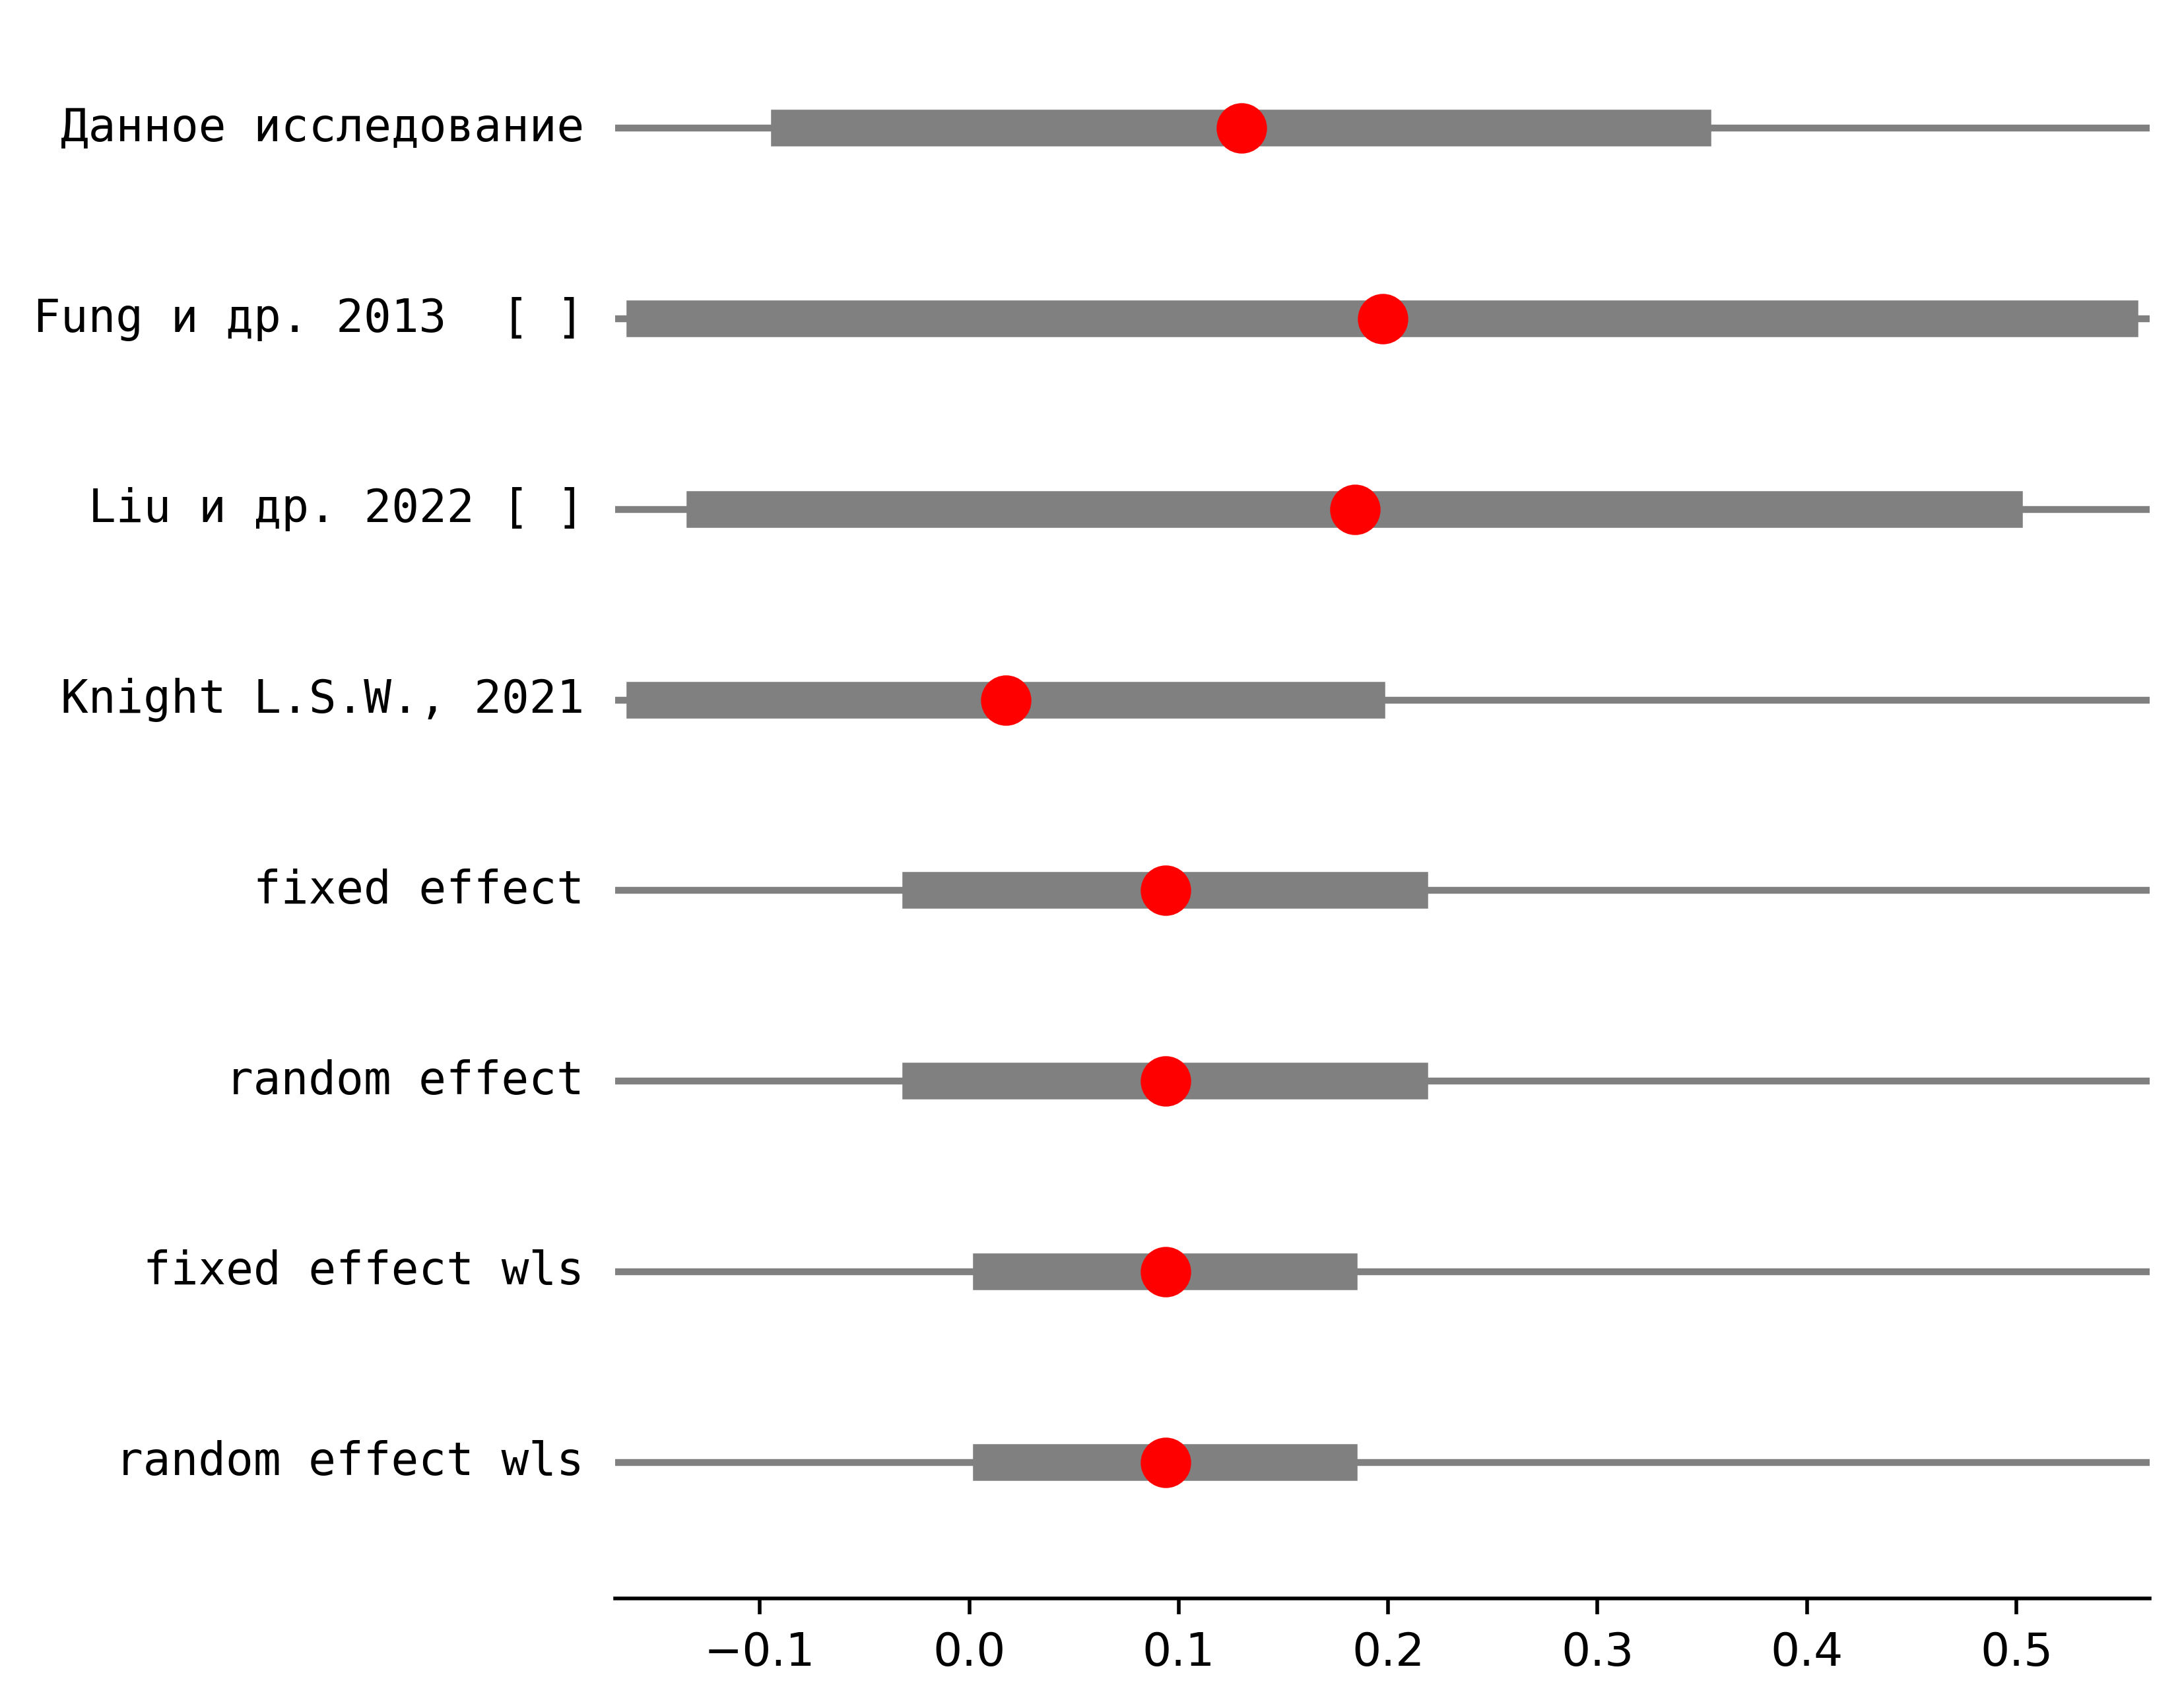 Данное исследование
Fung и др. 2013  [ ]
Liu и др. 2022 [ ]
Knight L.S.W., 2021
fixed effect
random effect
fixed effect wls
random effect wls
−0.1 0.0 0.1 0.2 0.3 0.4 0.5